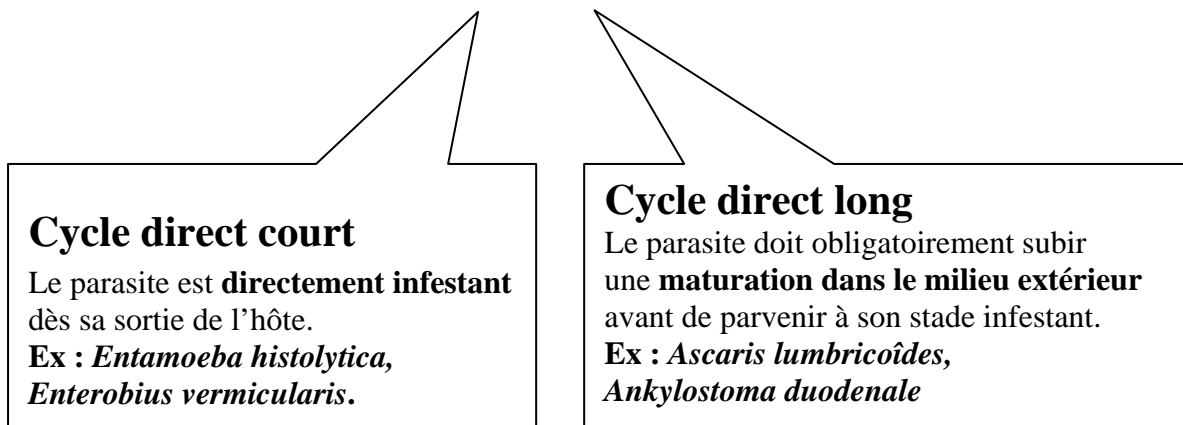 Cycle direct court
Le parasite est directement infestant
dès sa sortie de l’hôte.
Ex : Entamoeba histolytica,
Enterobius vermicularis.
Cycle direct long
Le parasite doit obligatoirement subir
une maturation dans le milieu extérieur
avant de parvenir à son stade infestant.
Ex : Ascaris lumbricoîdes,
Ankylostoma duodenale